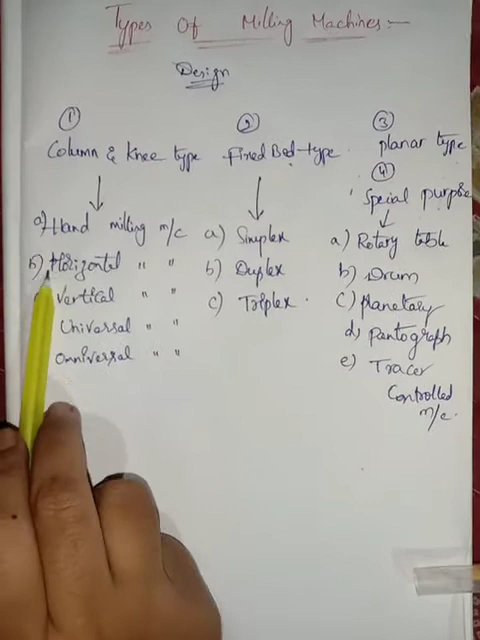 Types Of Milling Machines:-
Design
①
Column & Knee type
a) Hand milling m/c
b) Horizontal " "
Vertical " "
Universal " "
Omniversal " "
②
Fixed Bed-type
a) Simplex
b) Duplex
c) Triplex.
③
planar type
④
Special purpose
a) Rotary table
b) Drum
c) planetary
d) pantograph
e) Tracer
Controlled
m/c.